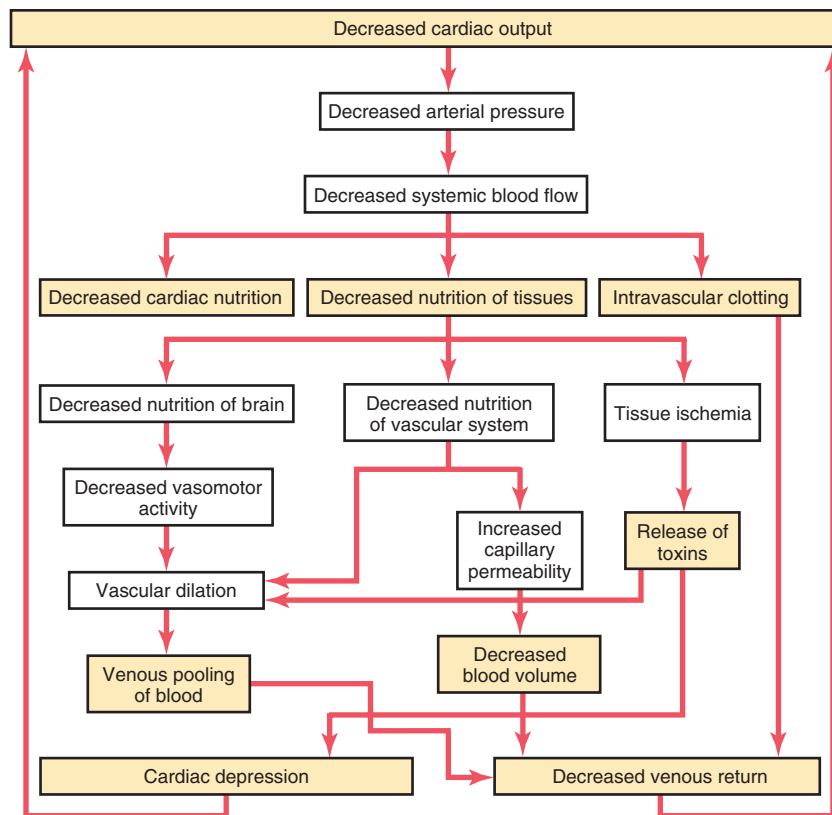 Decreased cardiac output
Decreased arterial pressure
Decreased systemic blood flow
Decreased cardiac nutrition
Decreased nutrition of tissues
Intravascular clotting
Decreased nutrition of brain
Decreased nutrition
of vascular system
Tissue ischemia
Decreased vasomotor
activity
Increased
capillary
permeability
Release of
toxins
Vascular dilation
Venous pooling
of blood
Decreased
blood volume
Cardiac depression
Decreased venous return